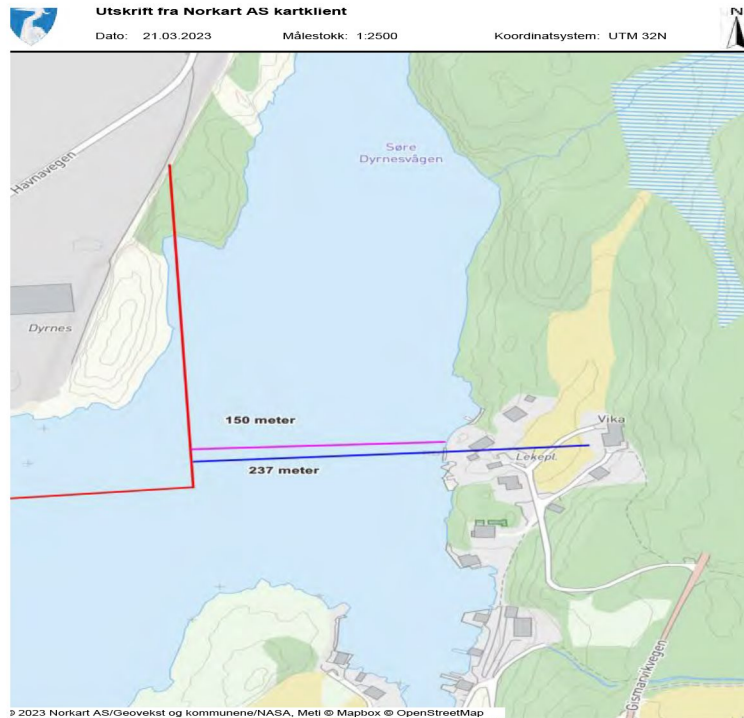 Utskrift fra Norkart AS kartklient
Dato: 21.03.2023 Målestokk: 1:2500 Koordinatsystem: UTM 32N
N
Havnavegen
Søre
Dyrnesvågen
Dyrnes
150 meter
237 meter
Vika
Lekepl.
Gismarvikvegen
© 2023 Norkart AS/Geovekst og kommunene/NASA, Meti © Mapbox © OpenStreetMap